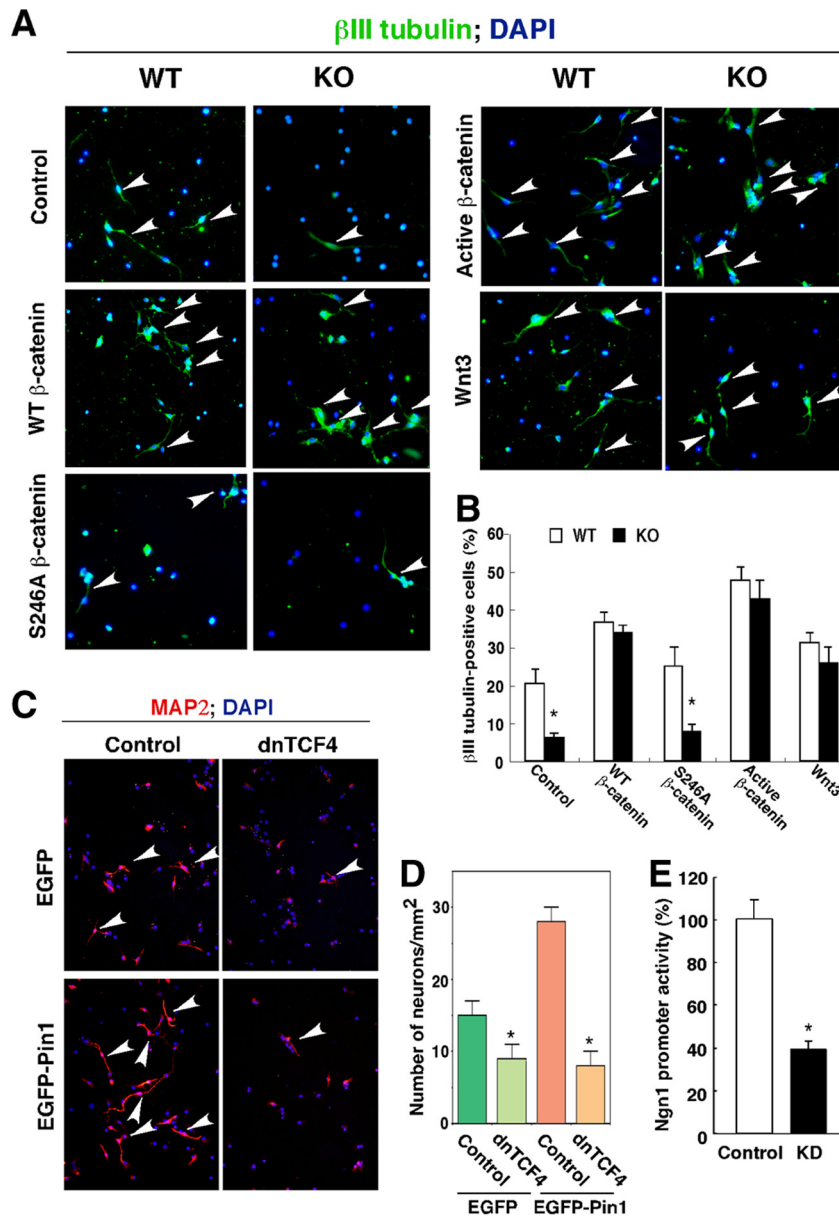 A
βIII tubulin; DAPI
WT KO WT KO
Control
WT β-catenin
S246A β-catenin
Active β-catenin
Wnt3
B
WT KO
βIII tubulin-positive cells (%)
60
50
40
30
20
10
0
Control
WT
β-catenin
S246A
β-catenin
Active
β-catenin
Wnt3
* *
C
MAP2; DAPI
Control dnTCF4
EGFP
EGFP-Pin1
D
Number of neurons/mm²
30
20
10
0
* *
Control
dnTCF4
Control
dnTCF4
EGFP EGFP-Pin1
E
Ngn1 promoter activity (%)
120
100
80
60
40
20
0
*
Control KD